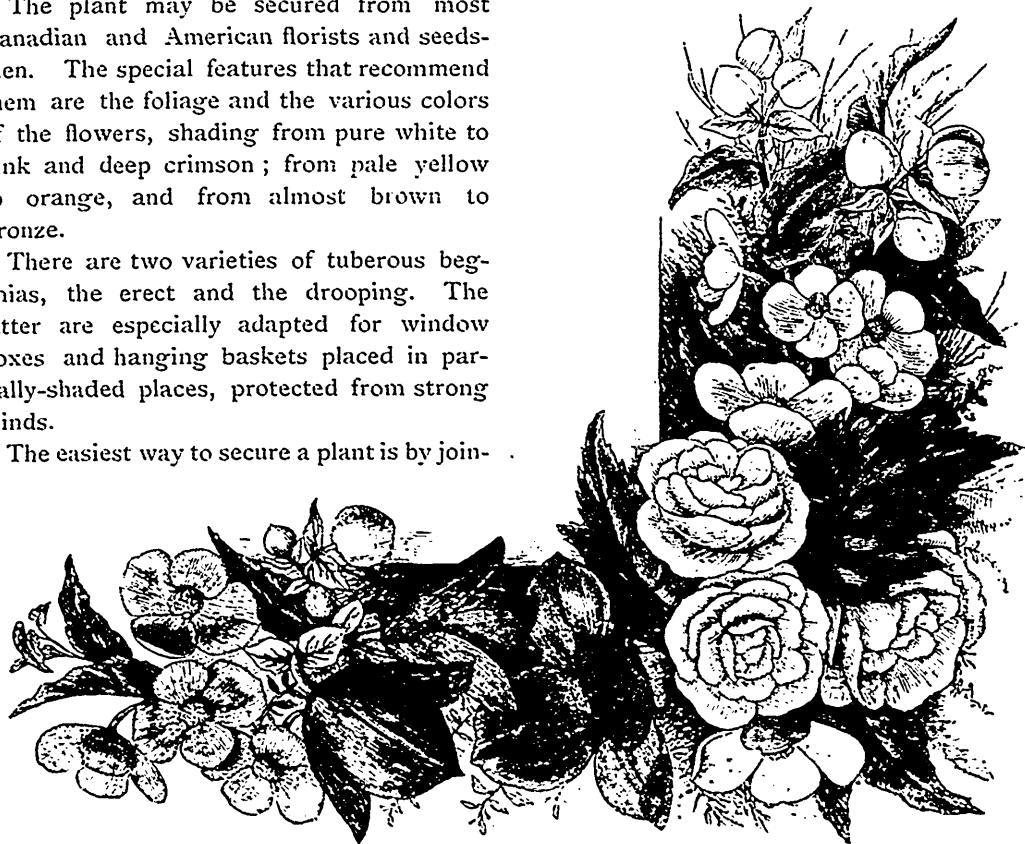 The plant may be secured from most
anadian and American florists and seeds-
en. The special features that recommend
em are the foliage and the various colors
f the flowers, shading from pure white to
nk and deep crimson ; from pale yellow
orange, and from almost brown to
ronze.
There are two varieties of tuberous beg-
nias, the erect and the drooping. The
tter are especially adapted for window
oxes and hanging baskets placed in par-
ally-shaded places, protected from strong
inds.
The easiest way to secure a plant is by join-